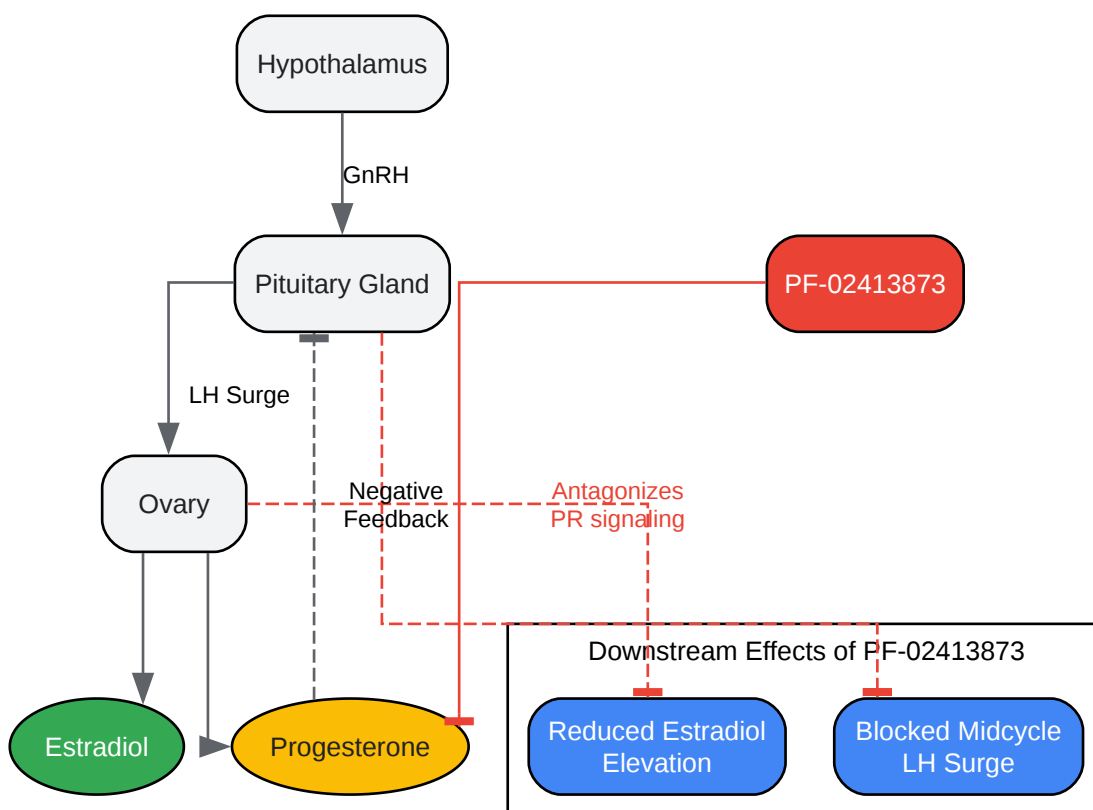 Hypothalamus
GnRH
Pituitary Gland
PF-02413873
LH Surge
Ovary
Negative
Feedback
Antagonizes
PR signaling
Downstream Effects of PF-02413873
Estradiol
Progesterone
Reduced Estradiol
Elevation
Blocked Midcycle
LH Surge